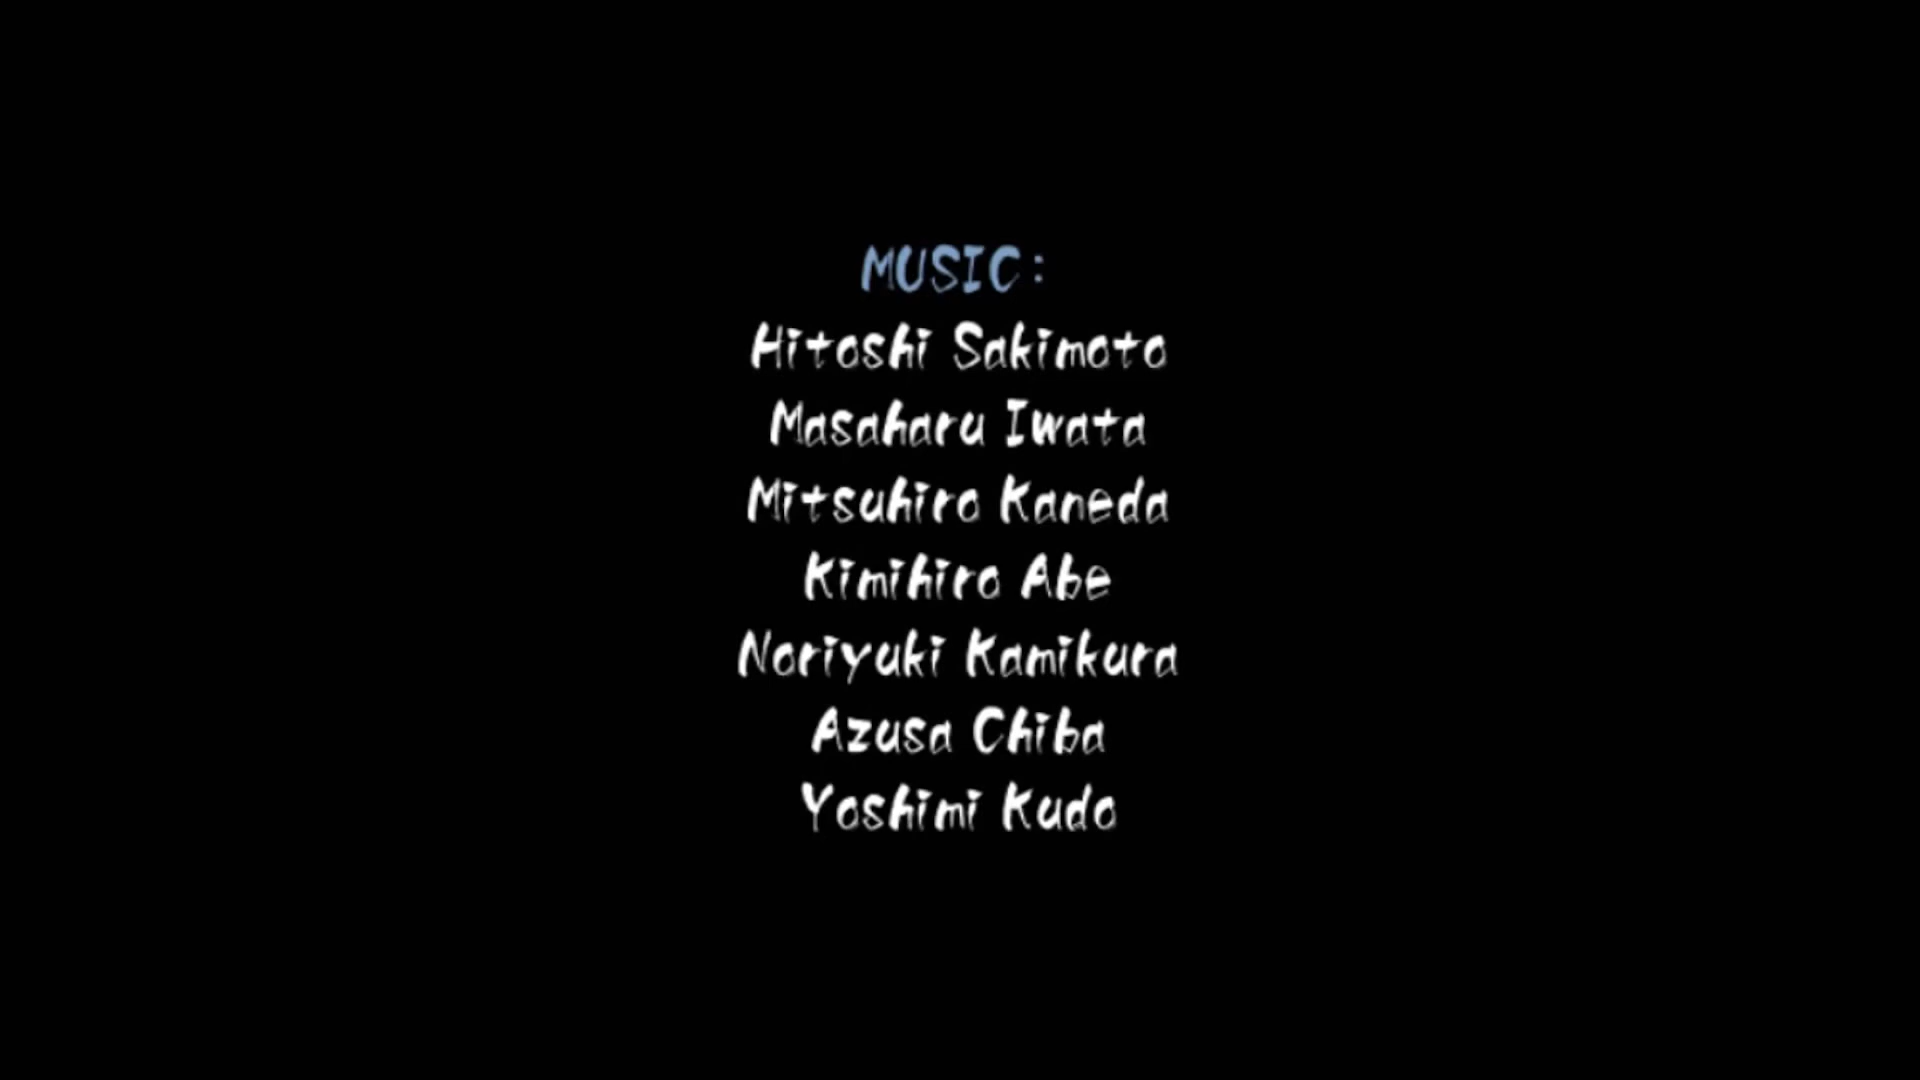 MUSIC:
Hitoshi Sakimoto
Masaharu Iwata
Mitsuhiro Kaneda
Kimihiro Abe
Noriyuki Kamikura
Azusa Chiba
Yoshimi Kudo